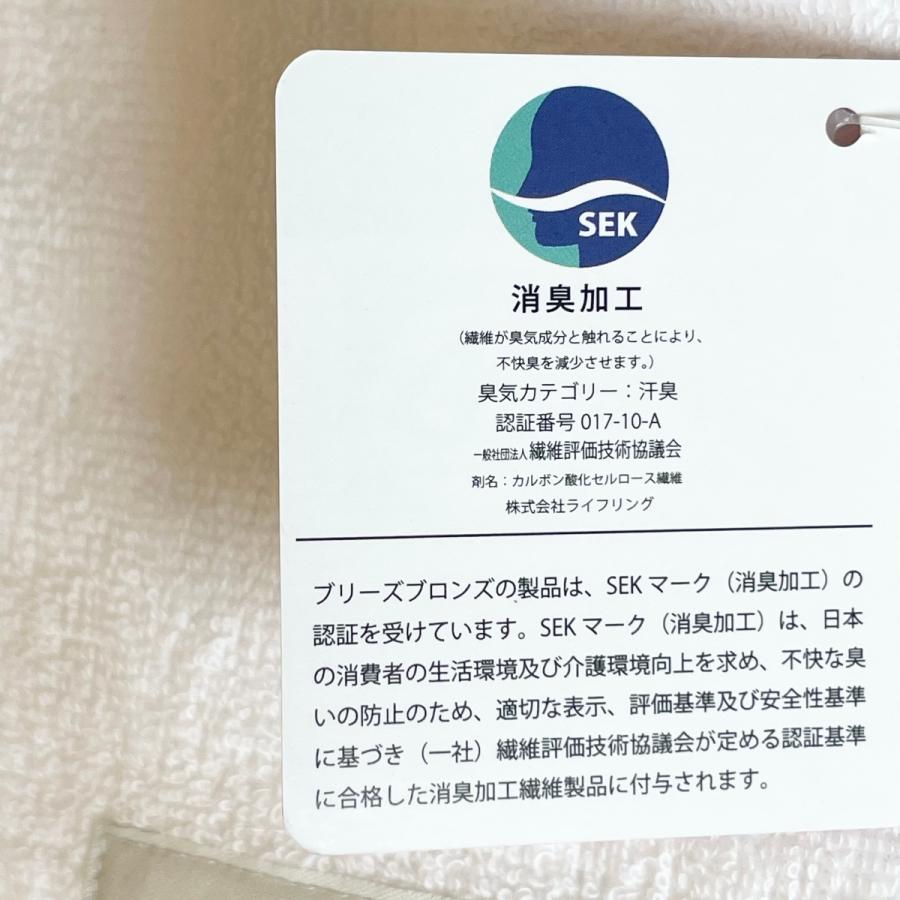 SEK
消臭加工
（繊維が臭気成分と触れることにより、
不快臭を減少させます。）
臭気カテゴリー：汗臭
認証番号 017-10-A
一般社団法人繊維評価技術協議会
剤名：カルボン酸化セルロース繊維
株式会社ライフリング
ブリーズブロンズの製品は、SEK マーク（消臭加工）の
認証を受けています。SEK マーク（消臭加工）は、日本
の消費者の生活環境及び介護環境向上を求め、不快な臭
いの防止のため、適切な表示、評価基準及び安全性基準
に基づき（一社）繊維評価技術協議会が定める認証基準
に合格した消臭加工繊維製品に付与されます。